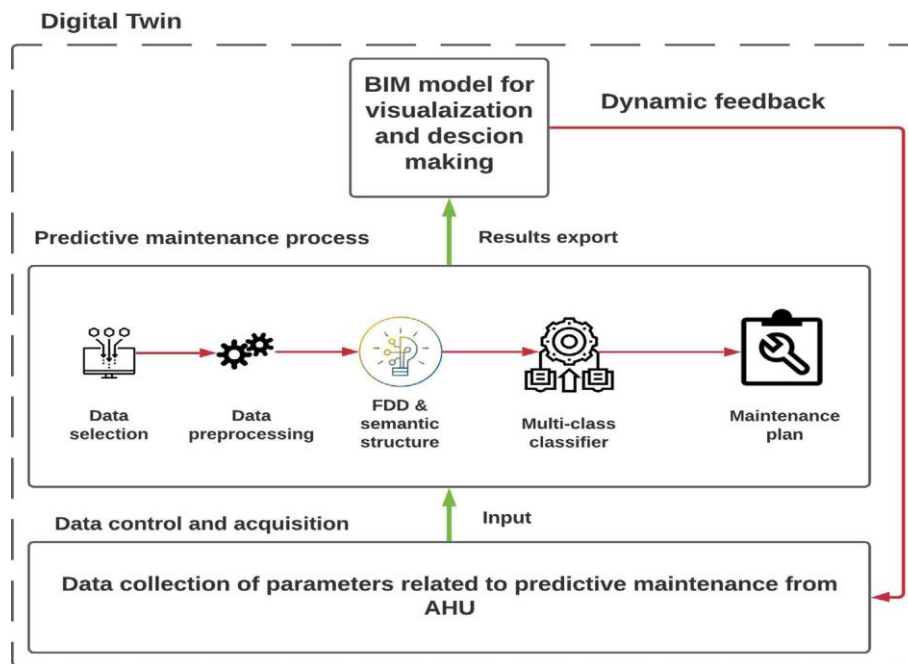 Digital Twin
BIM model for
visualaization
and descion
making
Dynamic feedback
Predictive maintenance process
Results export
Data
selection
Data
preprocessing
FDD &
semantic
structure
Multi-class
classifier
Maintenance
plan
Data control and acquisition
Input
Data collection of parameters related to predictive maintenance from
AHU